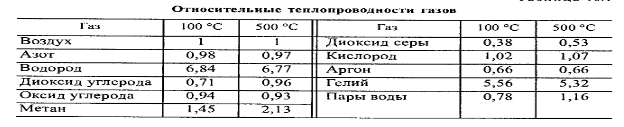 Относительные теплопроводности газов
Газ 100 °C 500 °C Газ 100 °C 500 °C
Воздух 1 1 Диоксид серы 0,38 0,53
Азот 0,98 0,97 Кислород 1,02 1,07
Водород 6,84 6,77 Аргон 0,66 0,66
Диоксид углерода 0,71 0,96 Гелий 5,56 5,32
Оксид углерода 0,94 0,93 Пары воды 0,78 1,16
Метан 1,45 2,13